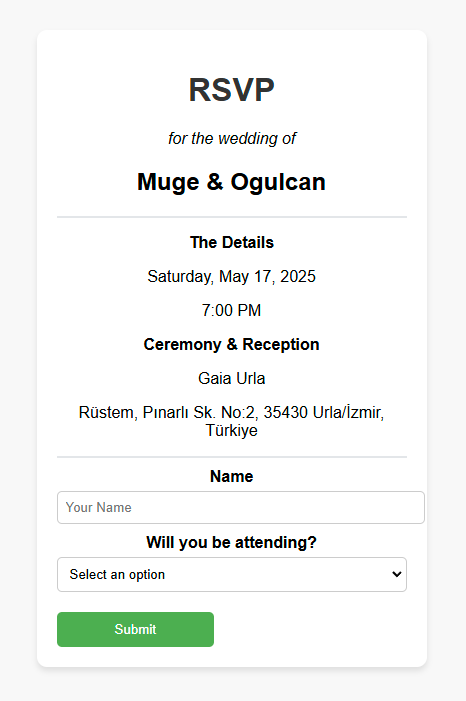 RSVP
for the wedding of
Muge & Ogulcan
The Details
Saturday, May 17, 2025
7:00 PM
Ceremony & Reception
Gaia Urla
Rüstem, Pınarlı Sk. No:2, 35430 Urla/İzmir,
Türkiye
Name
Your Name
Will you be attending?
Select an option
Submit